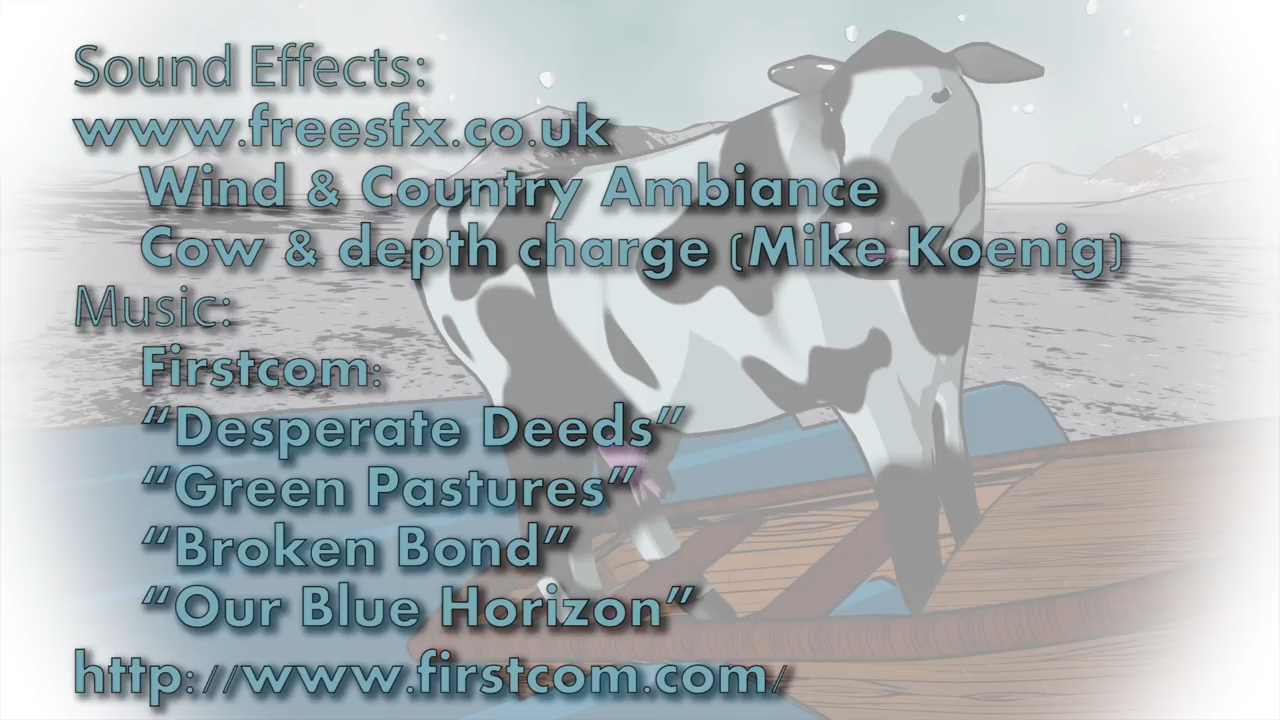 Sound Effects:
www.freesfx.co.uk
Wind & Country Ambiance
Cow & depth charge (Mike Koenig)
Music:
Firstcom:
“Desperate Deeds”
“Green Pastures”
“Broken Bond”
“Our Blue Horizon”
http://www.firstcom.com/